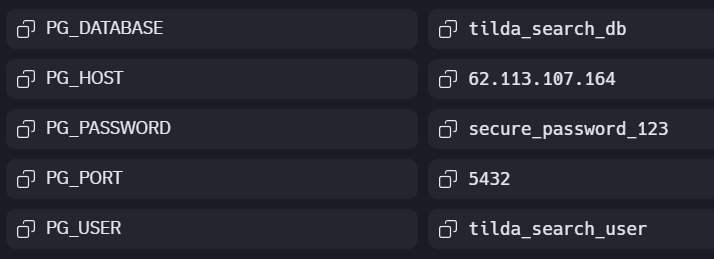 PG_DATABASE tilda_search_db
PG_HOST 62.113.107.164
PG_PASSWORD secure_password_123
PG_PORT 5432
PG_USER tilda_search_user